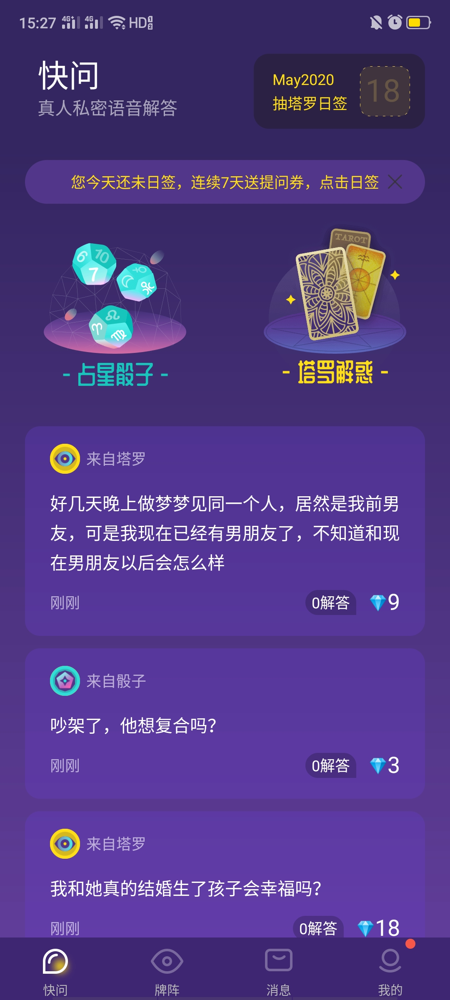 15:27 4G+ 4G HD 1 2
快问
真人私密语音解答
May2020
抽塔罗日签
18
您今天还未日签，连续7天送提问券，点击日签
6 10
7
TAROT
- 占星骰子 -
- 塔罗解惑 -
来自塔罗
好几天晚上做梦梦见同一个人，居然是我前男
友，可是我现在已经有男朋友了，不知道和现
在男朋友以后会怎么样
刚刚 0解答 9
来自骰子
吵架了，他想复合吗？
刚刚 0解答 3
来自塔罗
我和她真的结婚生了孩子会幸福吗？
刚刚 0解答 18
快问 牌阵 消息 我的